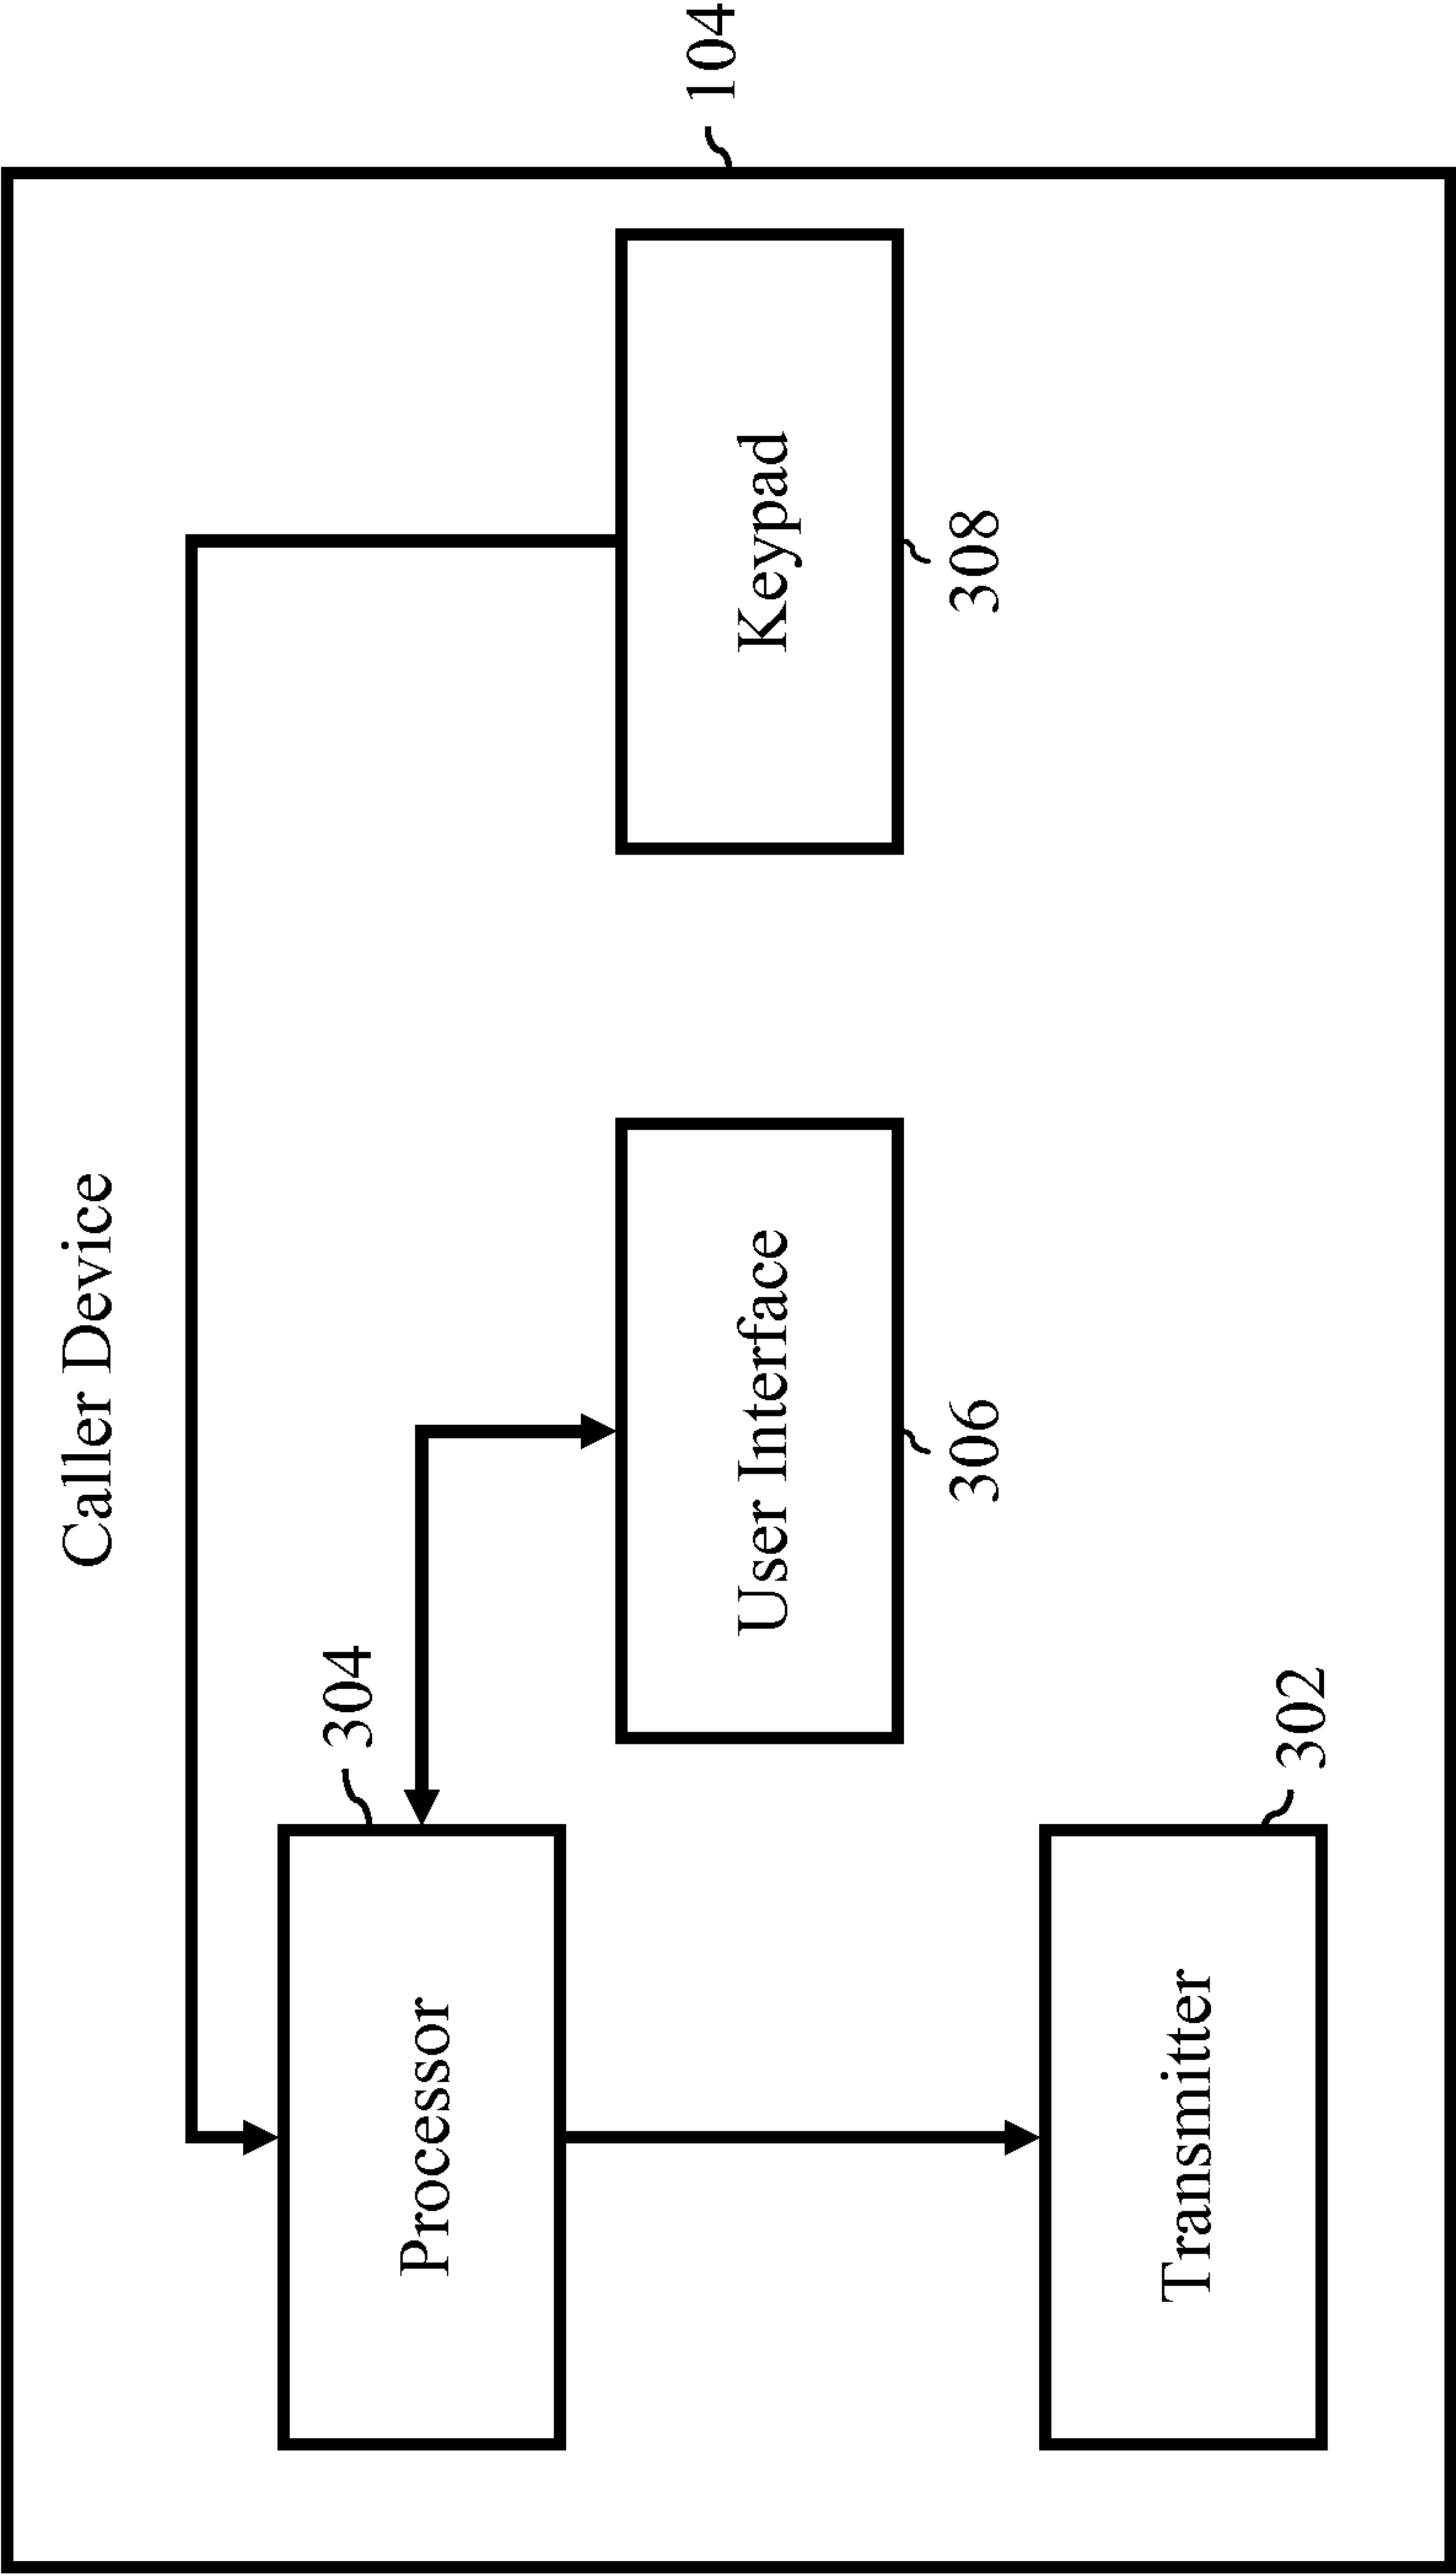 Caller Device
304
Processor
User Interface
306
Keypad
308
104
302
Transmitter